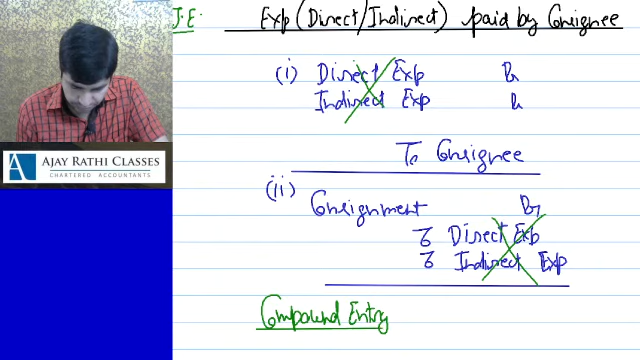 J.E. Exp (Direct/Indirect) paid by Consignee
(i) Direct Exp Dr
Indirect Exp Dr
To Consignee
(ii)
Consignment Dr
To Direct Exp
To Indirect Exp
Compound Entry
A
AJAY RATHI CLASSES
CHARTERED ACCOUNTANTS